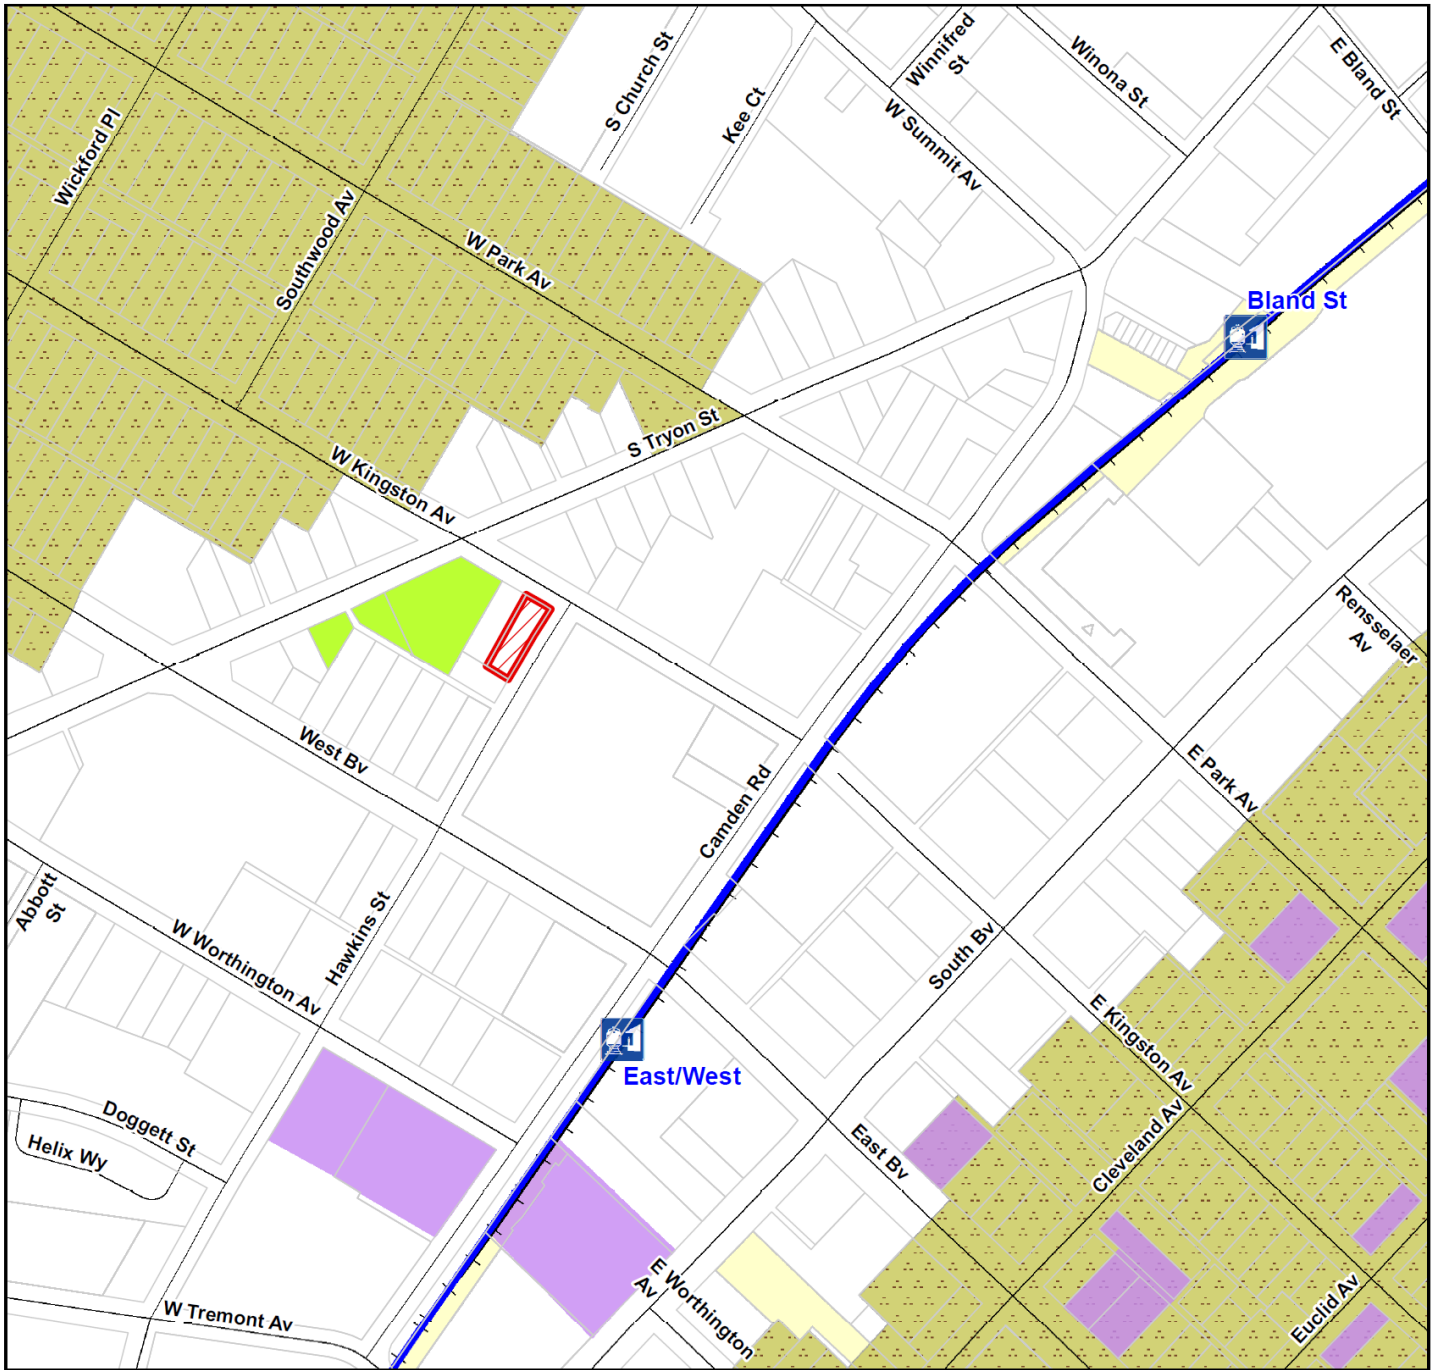 Winnifred
St
Winona St
E Bland St
S Church St
Kee Ct
W Summit Av
Wickford Pl
Southwood Av
W Park Av
Bland St
S Tryon St
W Kingston Av
Rensselaer
Av
West Bv
Camden Rd
E Park Av
Abbott
St
W Worthington Av
Hawkins St
South Bv
E Kingston Av
East/West
Doggett St
Helix Wy
East Bv
Cleveland Av
W Tremont Av
E Worthington
Av
Euclid Av